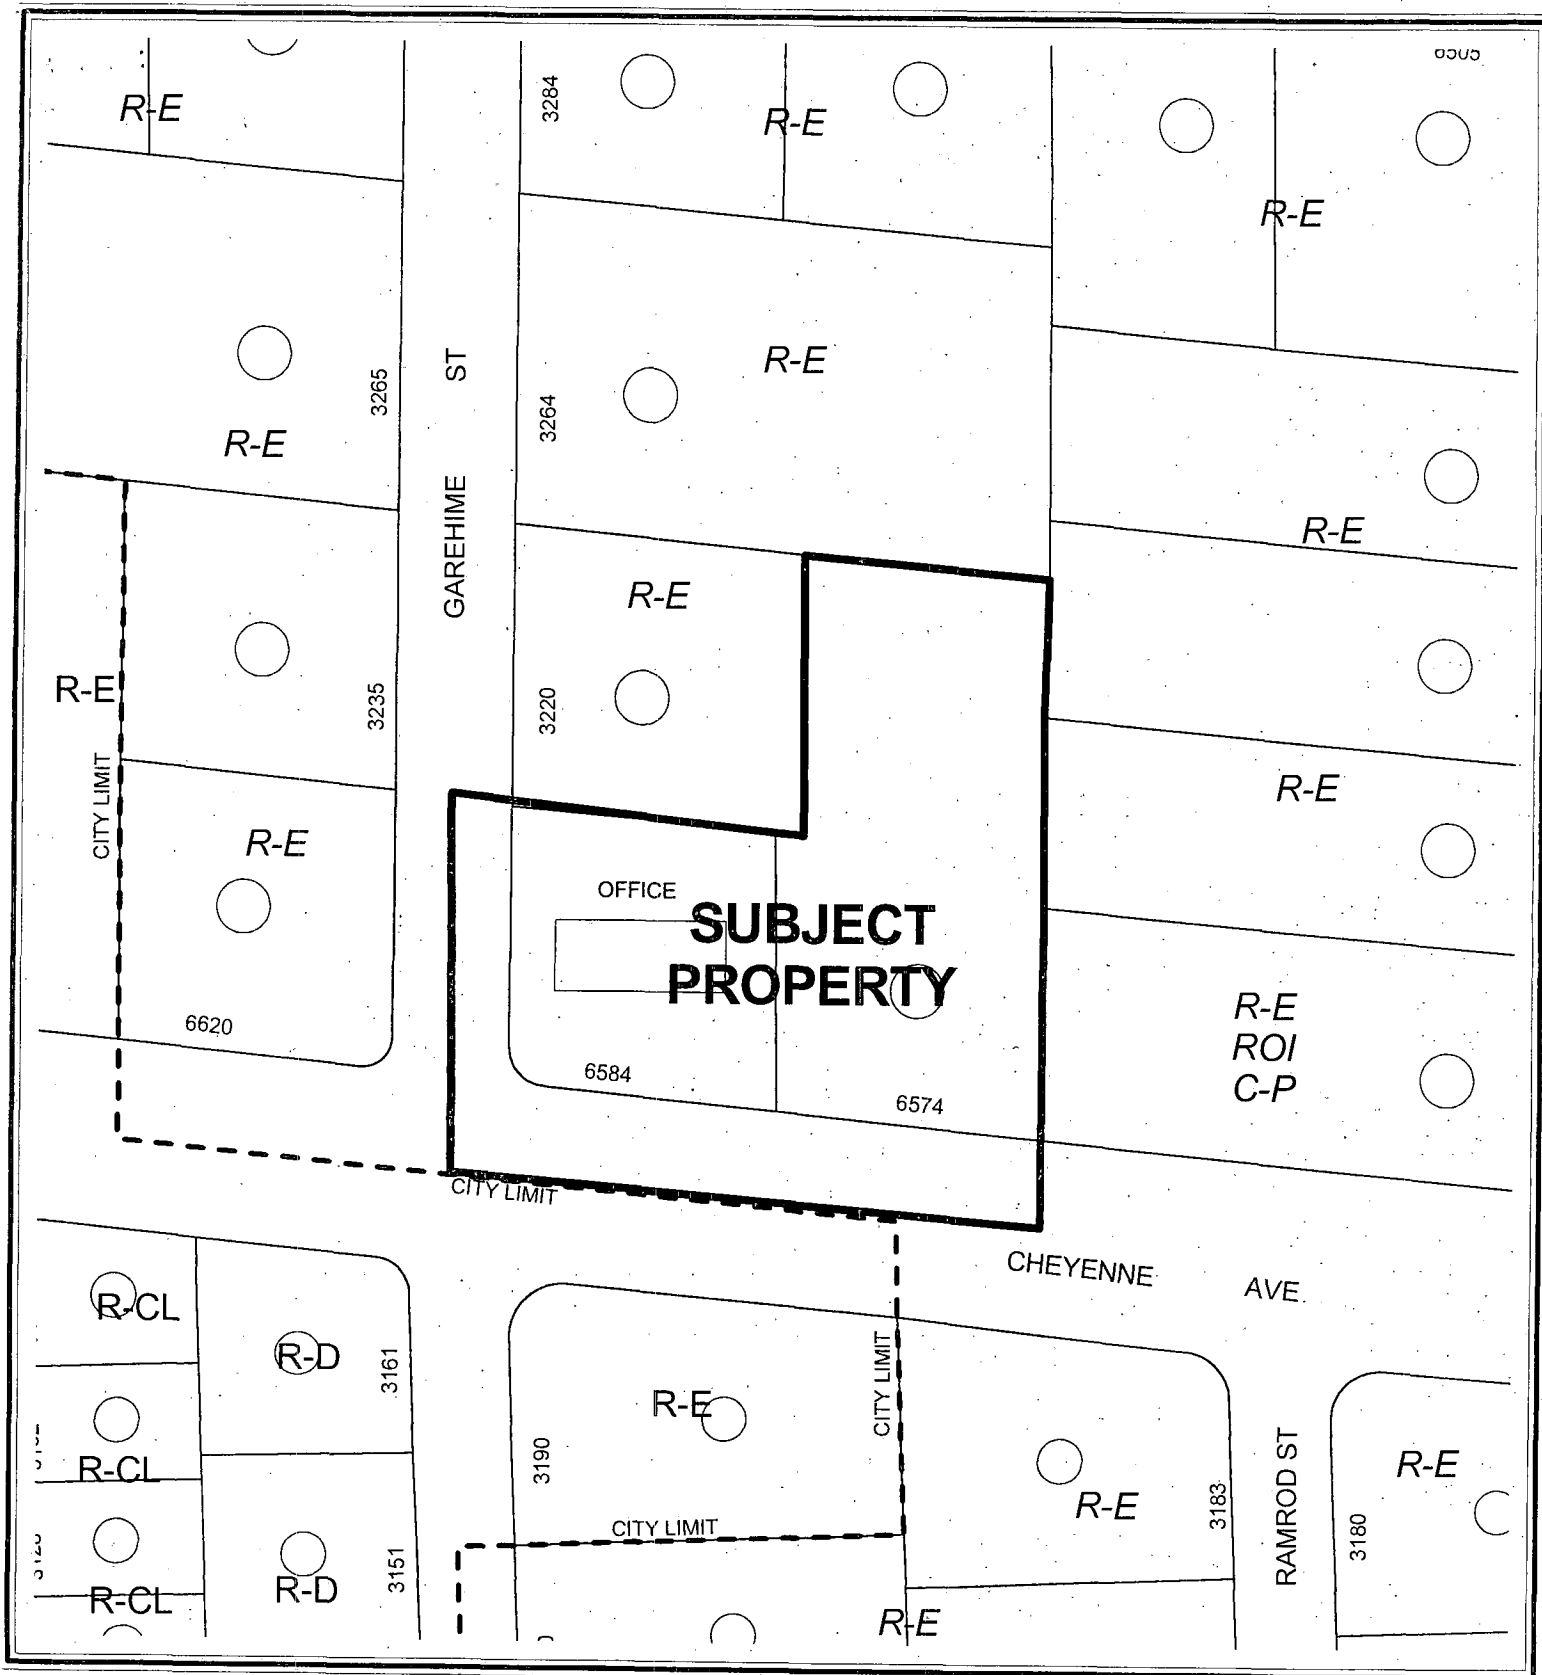 6505
R-E
3284
R-E
R-E
GAREHIME ST
3265
R-E
3264
R-E
R-E
R-E
R-E
3235
3220
R-E
CITY LIMIT
R-E
R-E
OFFICE
SUBJECT
PROPERTY
6620
6584
6574
R-E
ROI
C-P
CITY LIMIT
CHEYENNE AVE.
R-CL
R-D
3161
R-E
3190
CITY LIMIT
R-E
3183
RAMROD ST
R-E
3180
R-CL
CITY LIMIT
R-D
3151
R-CL
R-E